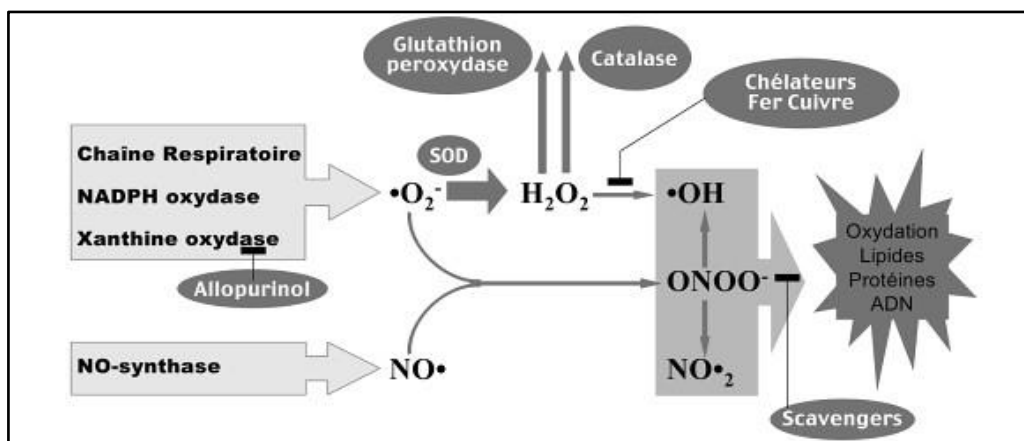 Glutathion
peroxydase
Catalase
Chélateurs
Fer Cuivre
Chaîne Respiratoire
NADPH oxydase
Xanthine oxydase
Allopurinol
SOD
•O₂⁻
H₂O₂
•OH
ONOO⁻
NO•₂
NO-synthase
NO•
Oxydation
Lipides
Protéines
ADN
Scavengers